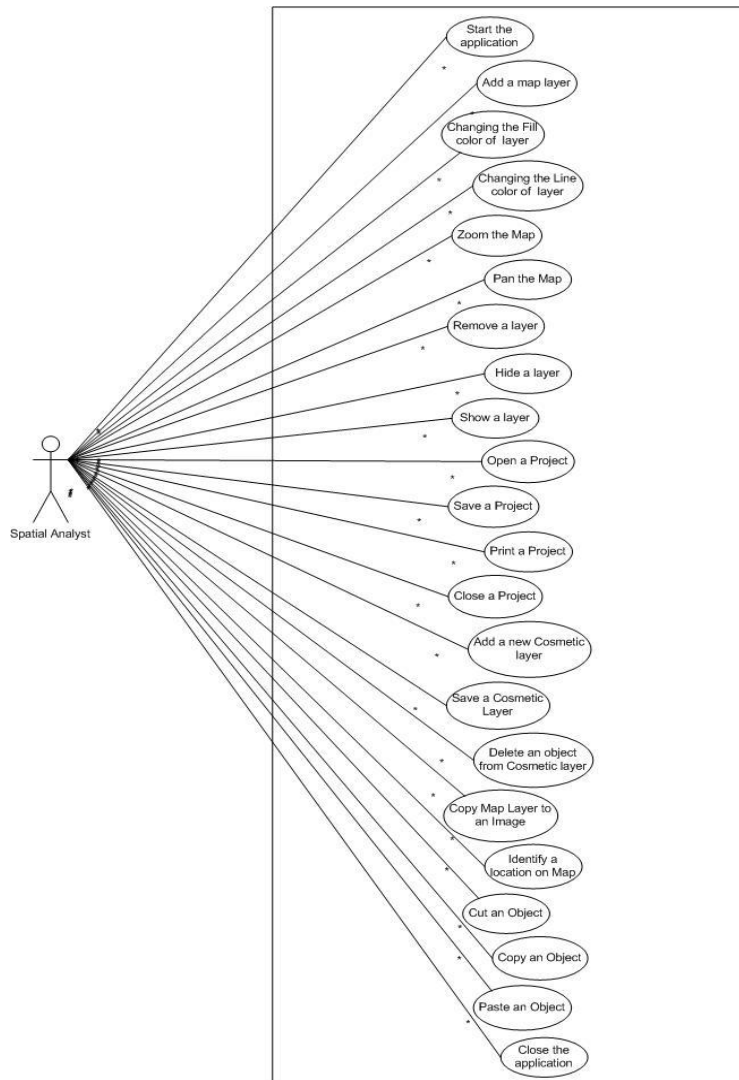 Start the
application
Add a map layer
Changing the Fill
color of layer
Changing the Line
color of layer
Zoom the Map
Pan the Map
Remove a layer
Hide a layer
Show a layer
Open a Project
Spatial Analyst
Save a Project
Print a Project
Close a Project
Add a new Cosmetic
layer
Save a Cosmetic
Layer
Delete an object
from Cosmetic layer
Copy Map Layer to
an Image
Identify a
location on Map
Cut an Object
Copy an Object
Paste an Object
Close the
application